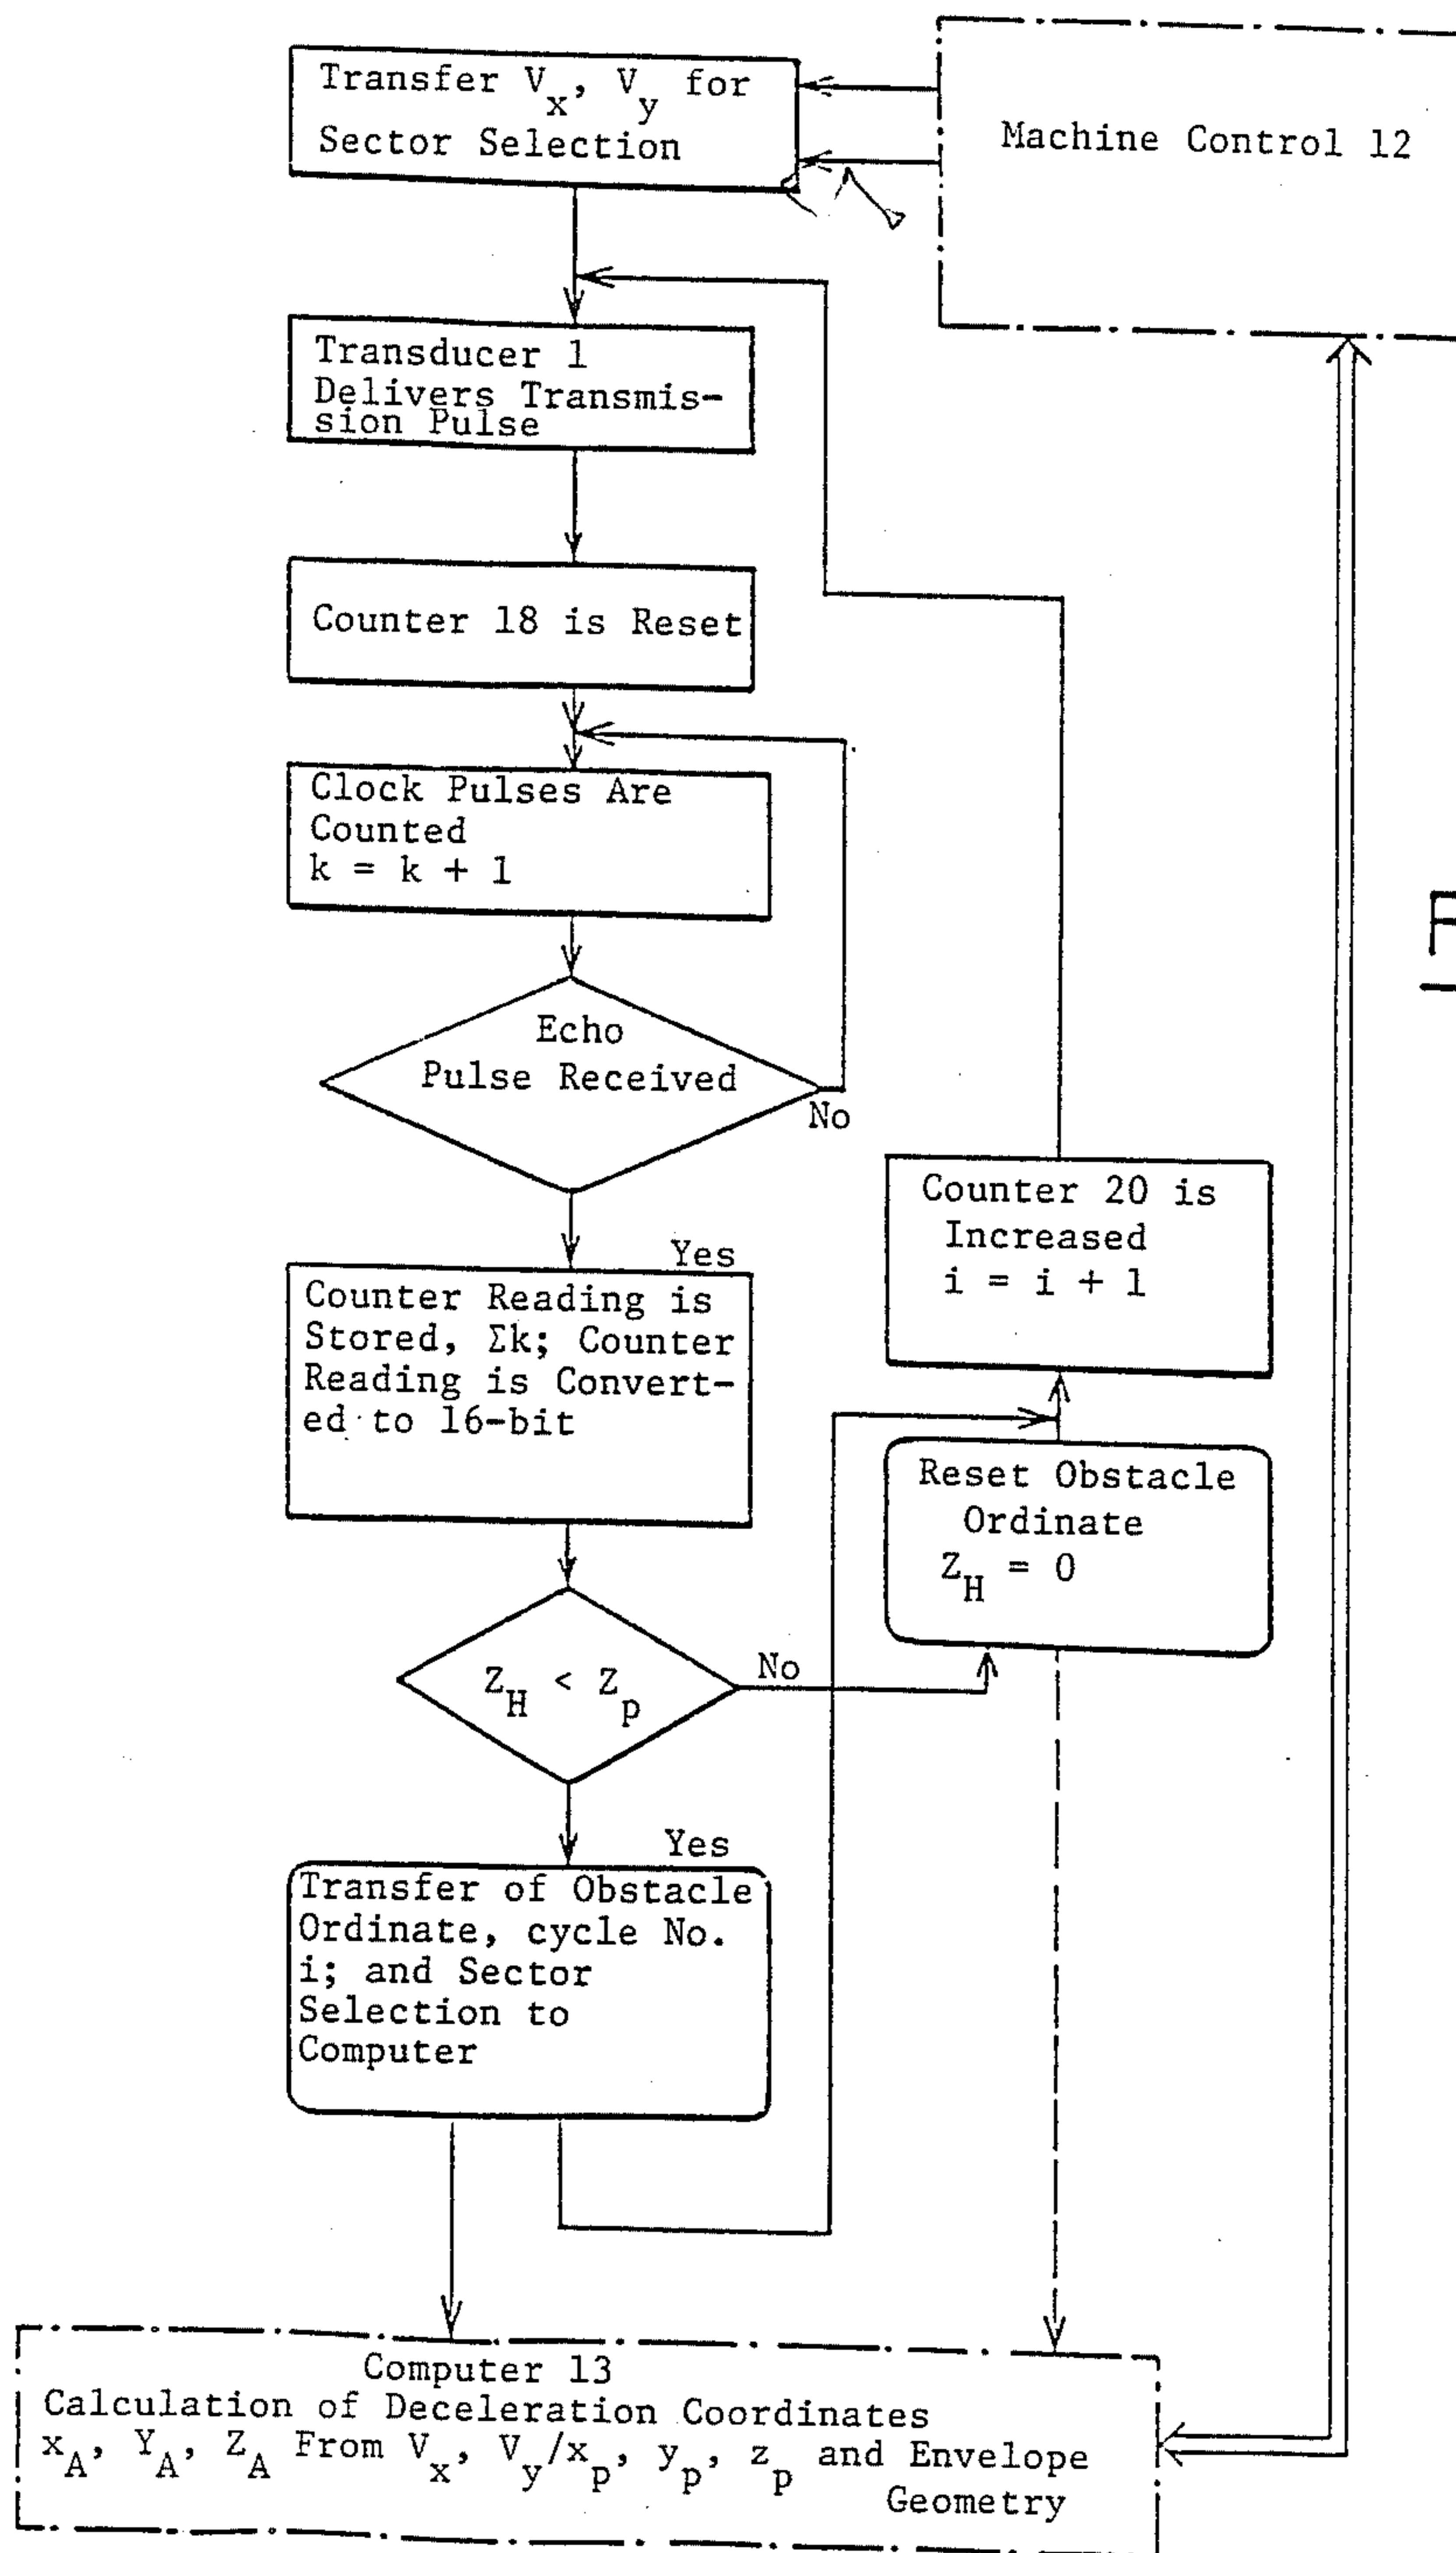 Transfer Vx, Vy for
Sector Selection
Machine Control 12
Transducer 1
Delivers Transmis-
sion Pulse
Counter 18 is Reset
Clock Pulses Are
Counted
k = k + 1
Echo
Pulse Received
No
Yes
Counter Reading is
Stored, Σk; Counter
Reading is Convert-
ed to 16-bit
Counter 20 is
Increased
i = i + 1
Reset Obstacle
Ordinate
ZH = 0
ZH < Zp
No
Yes
Transfer of Obstacle
Ordinate, cycle No.
i; and Sector
Selection to
Computer
Computer 13
Calculation of Deceleration Coordinates
xA, YA, ZA From Vx, Vy/xp, yp, zp and Envelope
Geometry